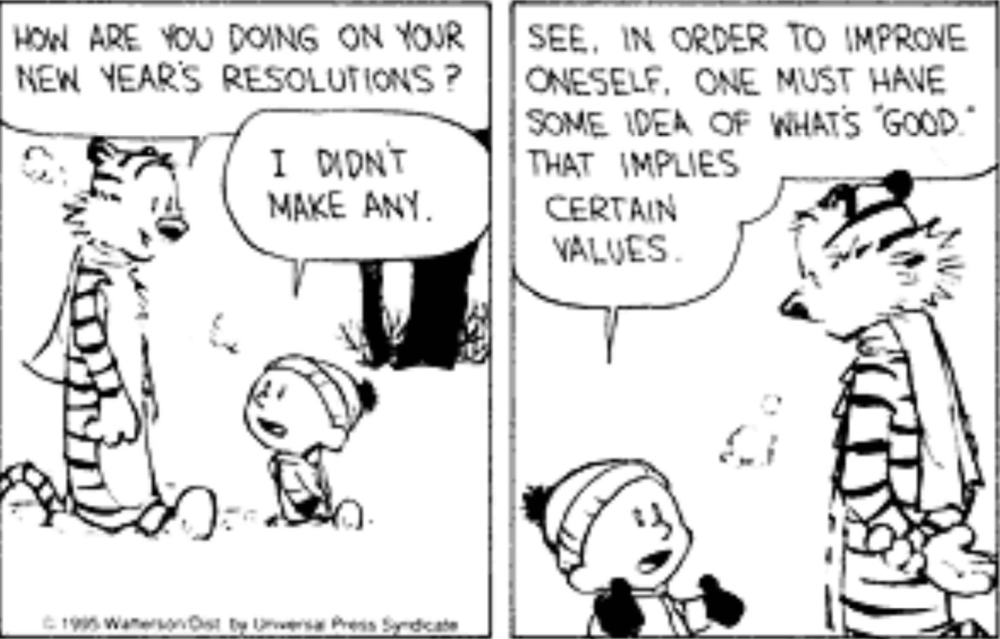 HOW ARE YOU DOING ON YOUR
NEW YEAR'S RESOLUTIONS?
I DIDN'T
MAKE ANY.
© 1995 Watterson/Dist. by Universal Press Syndicate
SEE, IN ORDER TO IMPROVE
ONESELF, ONE MUST HAVE
SOME IDEA OF WHAT'S "GOOD."
THAT IMPLIES
CERTAIN
VALUES.